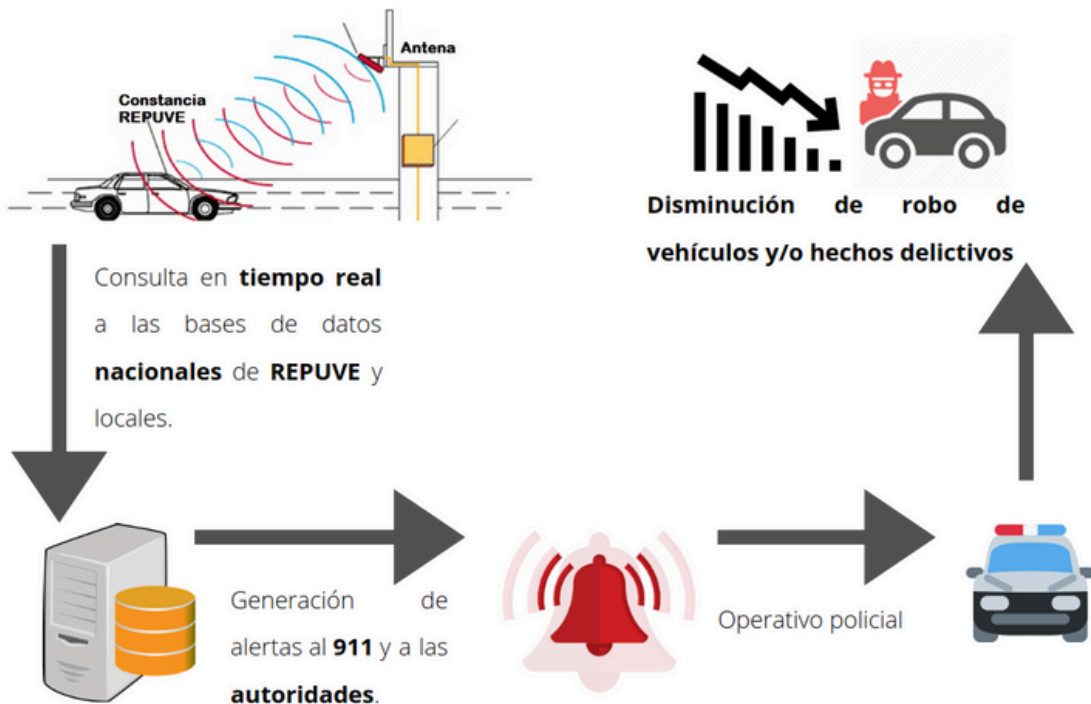 Antena
Constancia
REPUVE
Disminución de robo de
vehículos y/o hechos delictivos
Consulta en tiempo real
a las bases de datos
nacionales de REPUVE y
locales.
Generación de
alertas al 911 y a las
autoridades.
Operativo policial